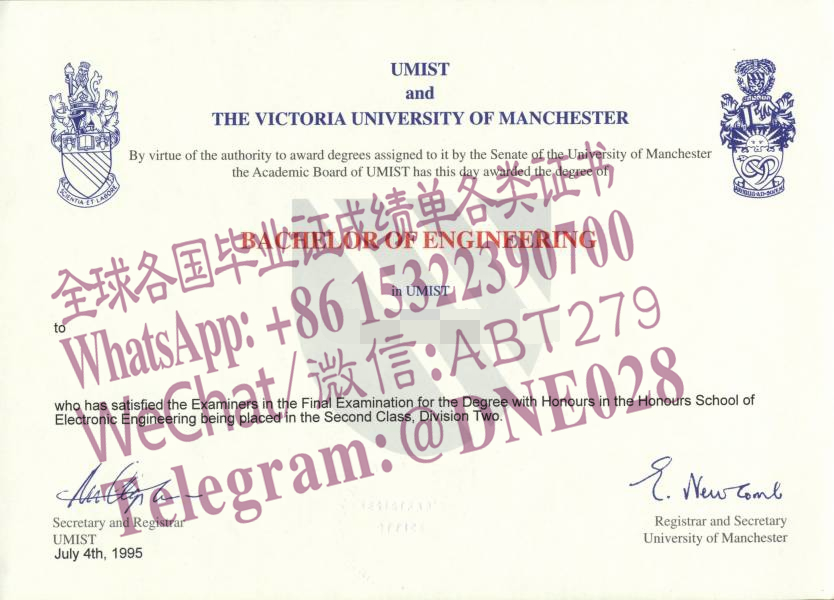 UMIST
and
THE VICTORIA UNIVERSITY OF MANCHESTER
By virtue of the authority to award degrees assigned to it by the Senate of the University of Manchester
the Academic Board of UMIST has this day awarded the degree of
BACHELOR OF ENGINEERING
in UMIST
to
who has satisfied the Examiners in the Final Examination for the Degree with Honours in the Honours School of
Electronic Engineering being placed in the Second Class, Division Two.
E. Newcomb
Secretary and Registrar
UMIST
July 4th, 1995
Registrar and Secretary
University of Manchester
SCIENTIA ET LABORE
全球各国毕业证成绩单各类证书
WhatsApp: +86 15322390700
WeChat/微信:ABT279
Telegram:@DNE028